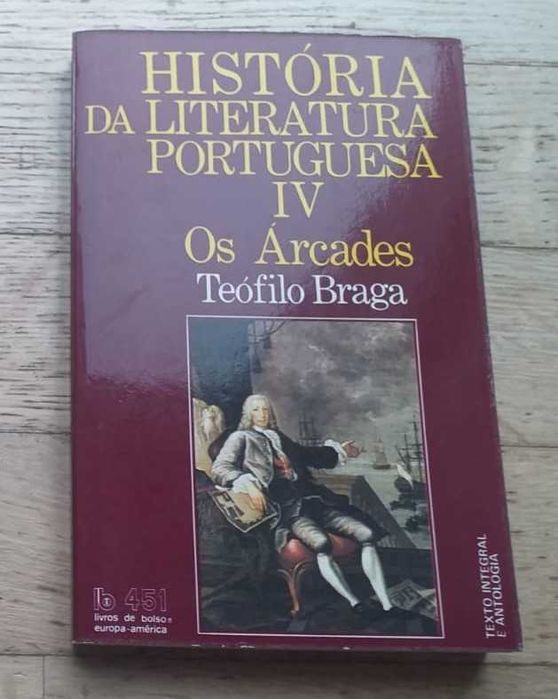 HISTÓRIA
DA LITERATURA
PORTUGUESA
IV
Os Árcades
Teófilo Braga
lb 451
livros de bolso
europa-américa
TEXTO INTEGRAL
E ANTOLOGIA